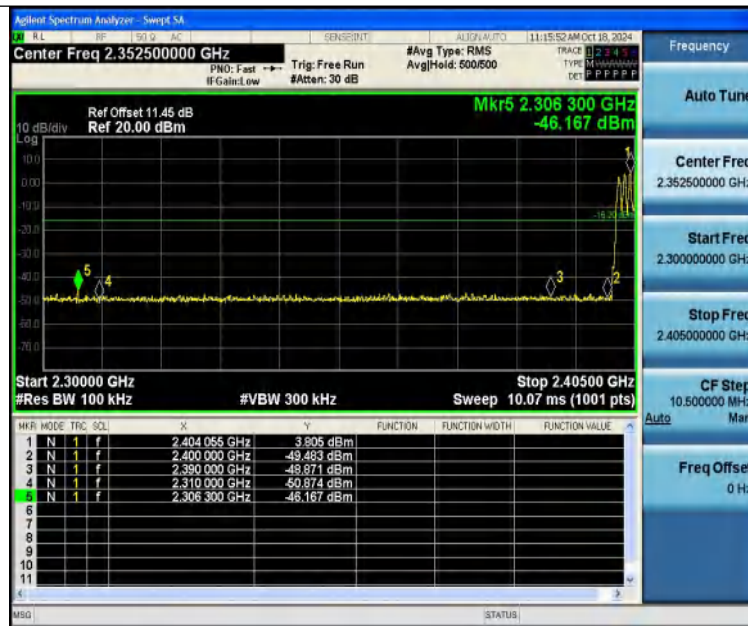 Agilent Spectrum Analyzer - Swept SA
LXI RL RF 50 Ω AC SENSE:INT ALIGN AUTO 11:15:52 AM Oct 18, 2024
Center Freq 2.352500000 GHz
PNO: Fast
IFGain:Low
Trig: Free Run
#Atten: 30 dB
#Avg Type: RMS
Avg|Hold: 500/500
TRACE 1 2 3 4 5
TYPE M
DET P P P P P P
Frequency
Mkr5 2.306 300 GHz
-46.167 dBm
Ref Offset 11.45 dB
10 dB/div Ref 20.00 dBm
Log
10.0
0.00
-10.0
-20.0
-30.0
-40.0
-50.0
-60.0
-70.0
1
-16.20 dBm
5
4
3
2
Start 2.30000 GHz Stop 2.40500 GHz
#Res BW 100 kHz #VBW 300 kHz Sweep 10.07 ms (1001 pts)
MKR MODE TRC SCL X Y FUNCTION FUNCTION WIDTH FUNCTION VALUE
1 N 1 f 2.404 055 GHz 3.805 dBm
2 N 1 f 2.400 000 GHz -49.483 dBm
3 N 1 f 2.390 000 GHz -48.871 dBm
4 N 1 f 2.310 000 GHz -50.874 dBm
5 N 1 f 2.306 300 GHz -46.167 dBm
6
7
8
9
10
11
MSG STATUS
Auto Tune
Center Freq
2.352500000 GHz
Start Freq
2.300000000 GHz
Stop Freq
2.405000000 GHz
CF Step
10.500000 MHz
Auto Man
Freq Offset
0 Hz